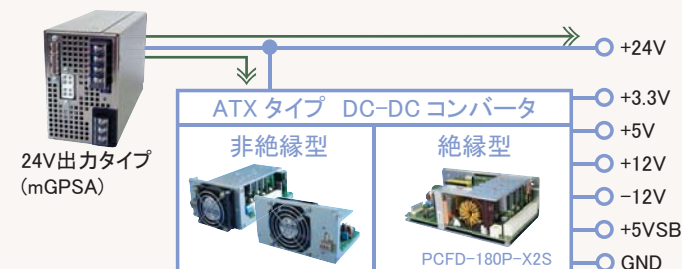 +24V
ATX タイプ DC-DC コンバータ
+3.3V
+5V
非絶縁型
絶縁型
24V出力タイプ
(mGPSA)
+12V
-12V
+5VSB
PCFD-180P-X2S
GND